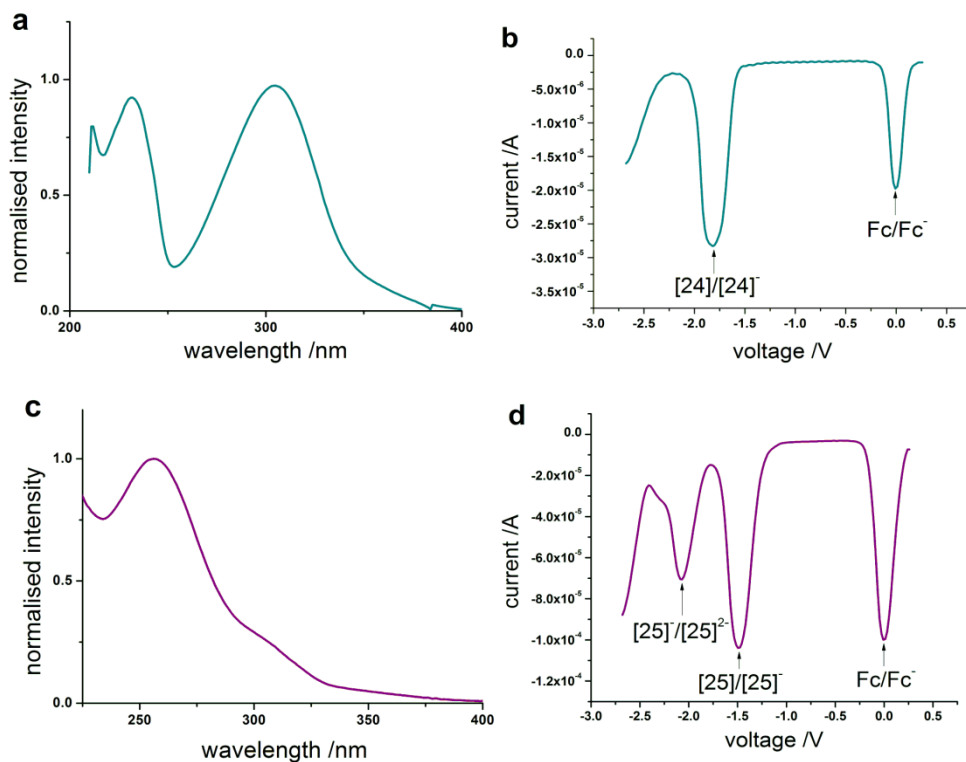 a
normalised intensity
1.0
0.5
0.0
200
250
300
350
400
wavelength /nm
b
current /A
0.0
-5.0x10⁻⁶
-1.0x10⁻⁵
-1.5x10⁻⁵
-2.0x10⁻⁵
-2.5x10⁻⁵
-3.0x10⁻⁵
-3.5x10⁻⁵
[24]/[24]⁻
Fc/Fc⁻
-3.0 -2.5 -2.0 -1.5 -1.0 -0.5 0.0 0.5
voltage /V
c
normalised intensity
1.0
0.5
0.0
250
300
350
400
wavelength /nm
d
current /A
0.0
-2.0x10⁻⁵
-4.0x10⁻⁵
-6.0x10⁻⁵
-8.0x10⁻⁵
-1.0x10⁻⁴
-1.2x10⁻⁴
[25]⁻/[25]²⁻
[25]/[25]⁻
Fc/Fc⁻
-3.0 -2.5 -2.0 -1.5 -1.0 -0.5 0.0 0.5
voltage /V